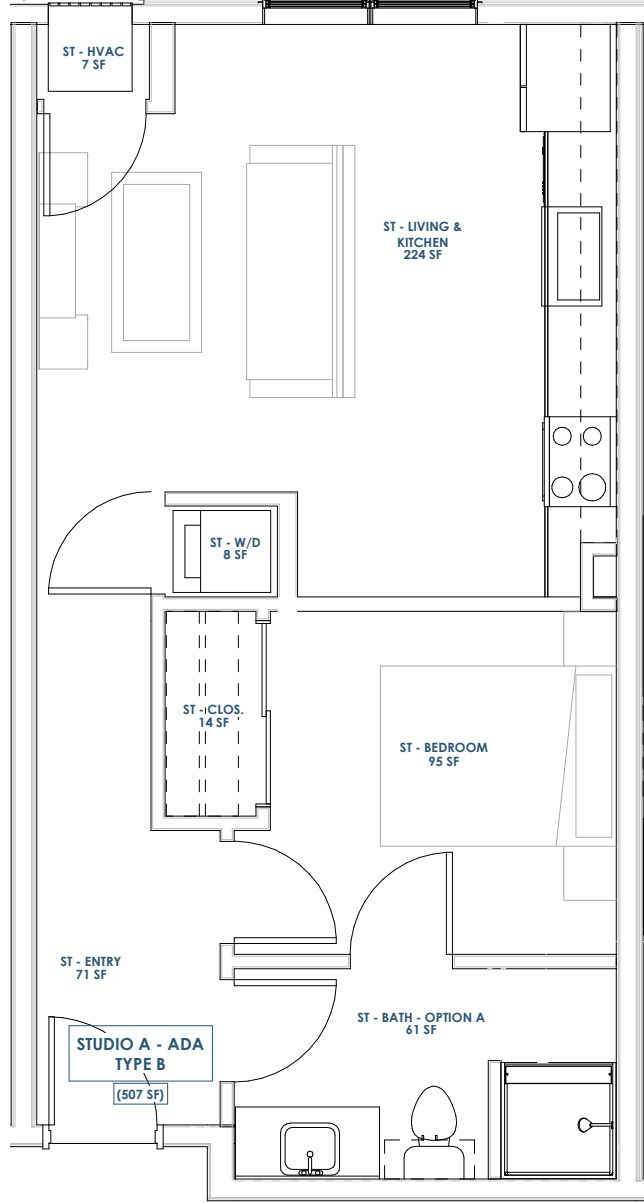 ST - HVAC
7 SF
ST - LIVING &
KITCHEN
224 SF
ST - W/D
8 SF
ST - CLOS.
14 SF
ST - BEDROOM
95 SF
ST - ENTRY
71 SF
ST - BATH - OPTION A
61 SF
STUDIO A - ADA
TYPE B
(507 SF)